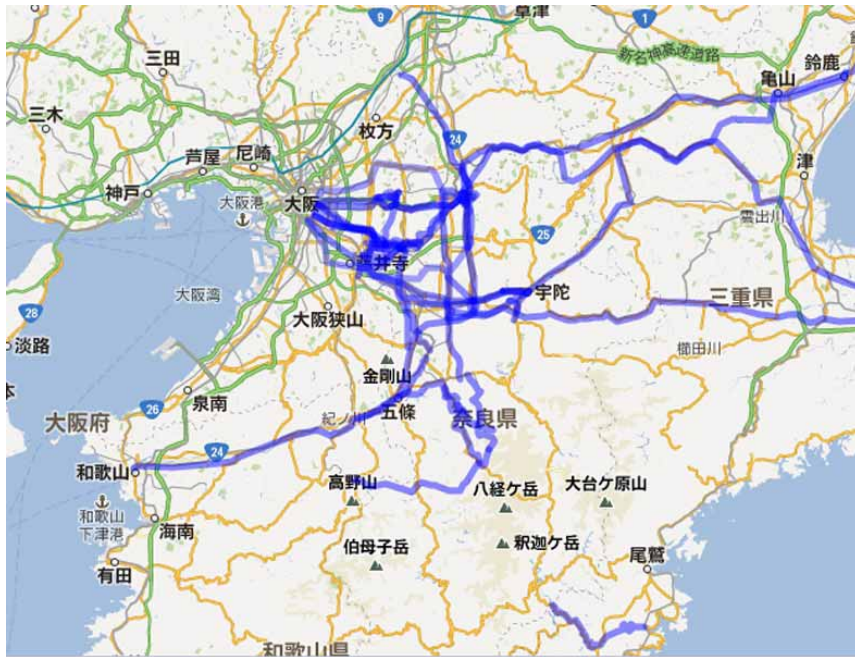 9
草津
1
三田
新名神高速道路
鈴鹿
亀山
三木
枚方
24
芦屋
尼崎
津
神戸
大阪
大阪港
雲出川
25
井寺
大阪湾
宇陀
三重県
28
大阪狭山
淡路
櫛田川
金剛山
泉南
26
大阪府
五條
奈良県
紀ノ川
24
和歌山
高野山
八経ケ岳
大台ケ原山
和歌山
下津港
海南
伯母子岳
釈迦ケ岳
尾鷲
有田
和歌山県